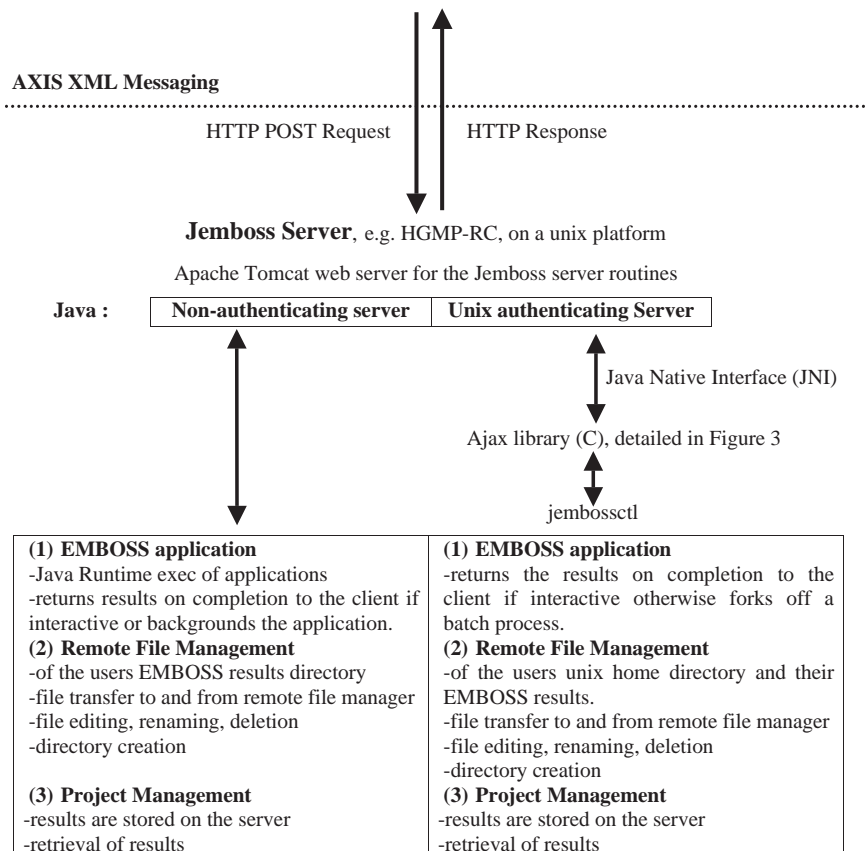 AXIS XML Messaging
HTTP POST Request
HTTP Response
Jemboss Server, e.g. HGMP-RC, on a unix platform
Apache Tomcat web server for the Jemboss server routines
Java :
Non-authenticating server
Unix authenticating Server
Java Native Interface (JNI)
Ajax library (C), detailed in Figure 3
jembossctl
(1) EMBOSS application
-Java Runtime exec of applications
-returns results on completion to the client if
interactive or backgrounds the application.
(2) Remote File Management
-of the users EMBOSS results directory
-file transfer to and from remote file manager
-file editing, renaming, deletion
-directory creation
(3) Project Management
-results are stored on the server
-retrieval of results
(1) EMBOSS application
-returns the results on completion to the
client if interactive otherwise forks off a
batch process.
(2) Remote File Management
-of the users unix home directory and their
EMBOSS results.
-file transfer to and from remote file manager
-file editing, renaming, deletion
-directory creation
(3) Project Management
-results are stored on the server
-retrieval of results